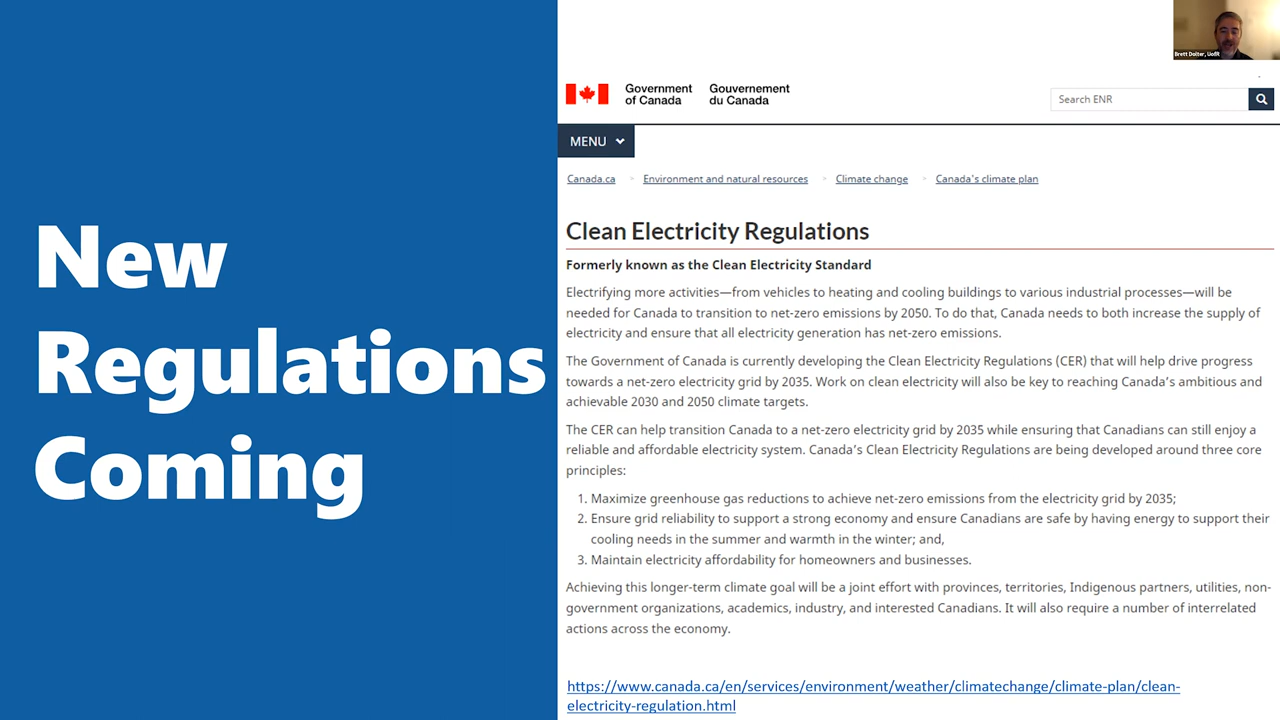 New
Regulations
Coming
Brett Dolter, UofR
Government
of Canada
Gouvernement
du Canada
Search ENR
MENU
Canada.ca > Environment and natural resources > Climate change > Canada's climate plan
Clean Electricity Regulations
Formerly known as the Clean Electricity Standard
Electrifying more activities—from vehicles to heating and cooling buildings to various industrial processes—will be
needed for Canada to transition to net-zero emissions by 2050. To do that, Canada needs to both increase the supply of
electricity and ensure that all electricity generation has net-zero emissions.
The Government of Canada is currently developing the Clean Electricity Regulations (CER) that will help drive progress
towards a net-zero electricity grid by 2035. Work on clean electricity will also be key to reaching Canada's ambitious and
achievable 2030 and 2050 climate targets.
The CER can help transition Canada to a net-zero electricity grid by 2035 while ensuring that Canadians can still enjoy a
reliable and affordable electricity system. Canada's Clean Electricity Regulations are being developed around three core
principles:
1. Maximize greenhouse gas reductions to achieve net-zero emissions from the electricity grid by 2035;
2. Ensure grid reliability to support a strong economy and ensure Canadians are safe by having energy to support their
cooling needs in the summer and warmth in the winter; and,
3. Maintain electricity affordability for homeowners and businesses.
Achieving this longer-term climate goal will be a joint effort with provinces, territories, Indigenous partners, utilities, non-
government organizations, academics, industry, and interested Canadians. It will also require a number of interrelated
actions across the economy.
https://www.canada.ca/en/services/environment/weather/climatechange/climate-plan/clean-
electricity-regulation.html